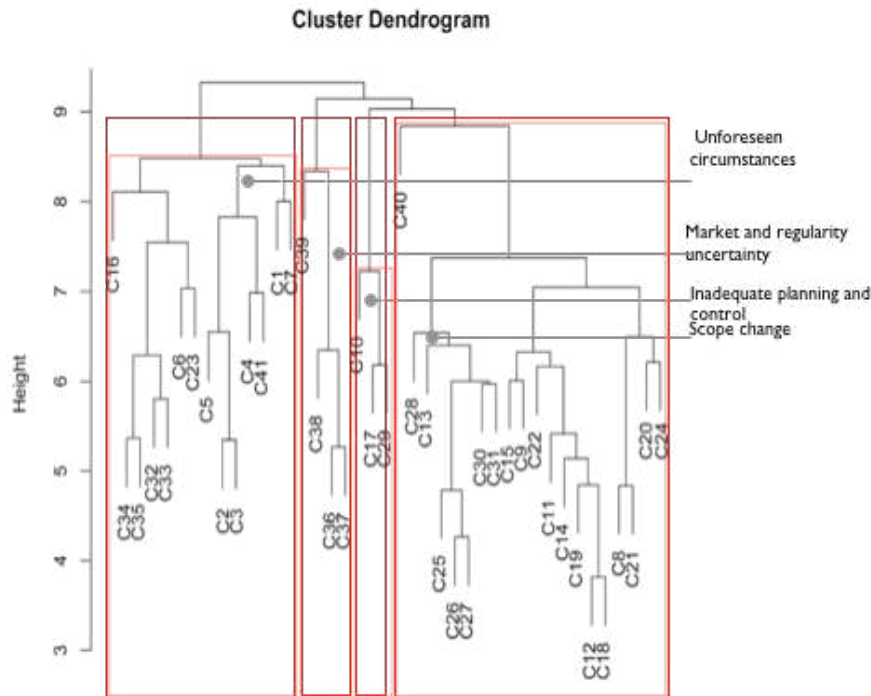 Cluster Dendrogram
Height
9
8
7
6
5
4
3
Unforeseen
circumstances
Market and regularity
uncertainty
Inadequate planning and
control
Scope change
C16
C34
C35
C32
C33
C6
C23
C5
C2
C3
C4
C41
C1
C7
C39
C38
C36
C37
C10
C17
C29
C40
C28
C13
C25
C26
C27
C30
C31
C15
C9
C22
C11
C14
C19
C12
C18
C8
C21
C20
C24